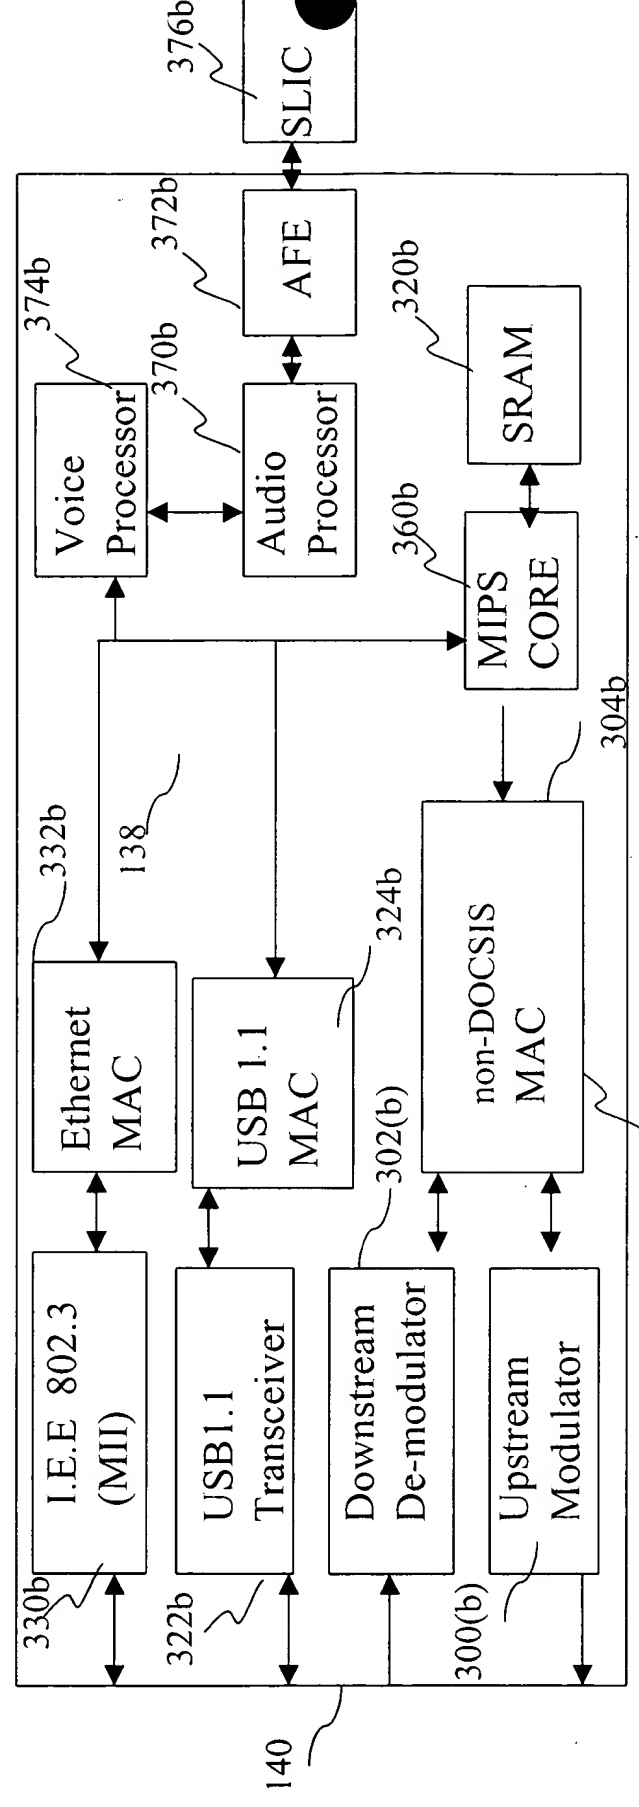 330b
I.E.E 802.3
(MII)
332b
Ethernet
MAC
138
374b
Voice
Processor
322b
USB1.1
Transceiver
USB 1.1
MAC
324b
370b
Audio
Processor
372b
AFE
376b
SLIC
140
Downstream
De-modulator
302(b)
300(b)
Upstream
Modulator
non-DOCSIS
MAC
304b
360b
MIPS
CORE
320b
SRAM